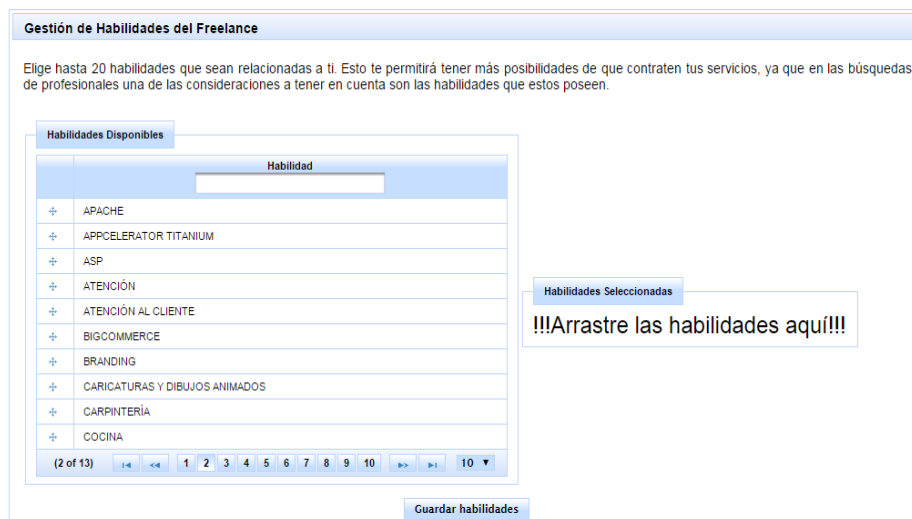 Gestión de Habilidades del Freelance
Elige hasta 20 habilidades que sean relacionadas a ti. Esto te permitirá tener más posibilidades de que contraten tus servicios, ya que en las búsquedas
de profesionales una de las consideraciones a tener en cuenta son las habilidades que estos poseen.
Habilidades Disponibles
Habilidad
APACHE
APPCELERATOR TITANIUM
ASP
ATENCIÓN
ATENCIÓN AL CLIENTE
BIGCOMMERCE
BRANDING
CARICATURAS Y DIBUJOS ANIMADOS
CARPINTERÍA
COCINA
(2 of 13) 1 2 3 4 5 6 7 8 9 10 10
Habilidades Seleccionadas
!!!Arrastre las habilidades aquí!!!
Guardar habilidades